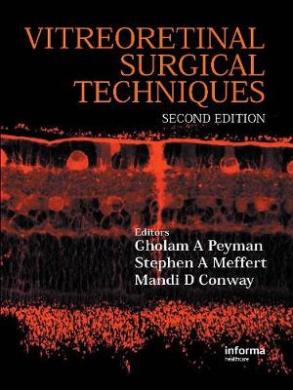 VITREORETINAL
SURGICAL
TECHNIQUES
SECOND EDITION
Editors
Gholam A Peyman
Stephen A Meffert
Mandi D Conway
informa
healthcare